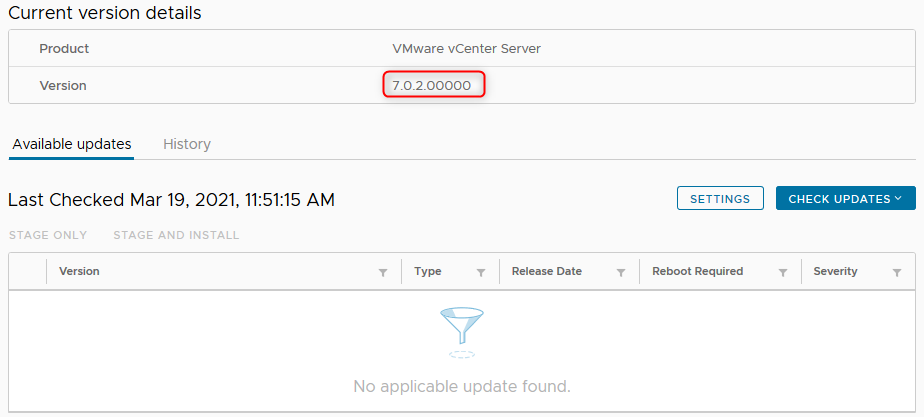 Current version details
Product VMware vCenter Server
Version 7.0.2.00000
Available updates History
Last Checked Mar 19, 2021, 11:51:15 AM SETTINGS CHECK UPDATES
STAGE ONLY STAGE AND INSTALL
Version Type Release Date Reboot Required Severity
No applicable update found.